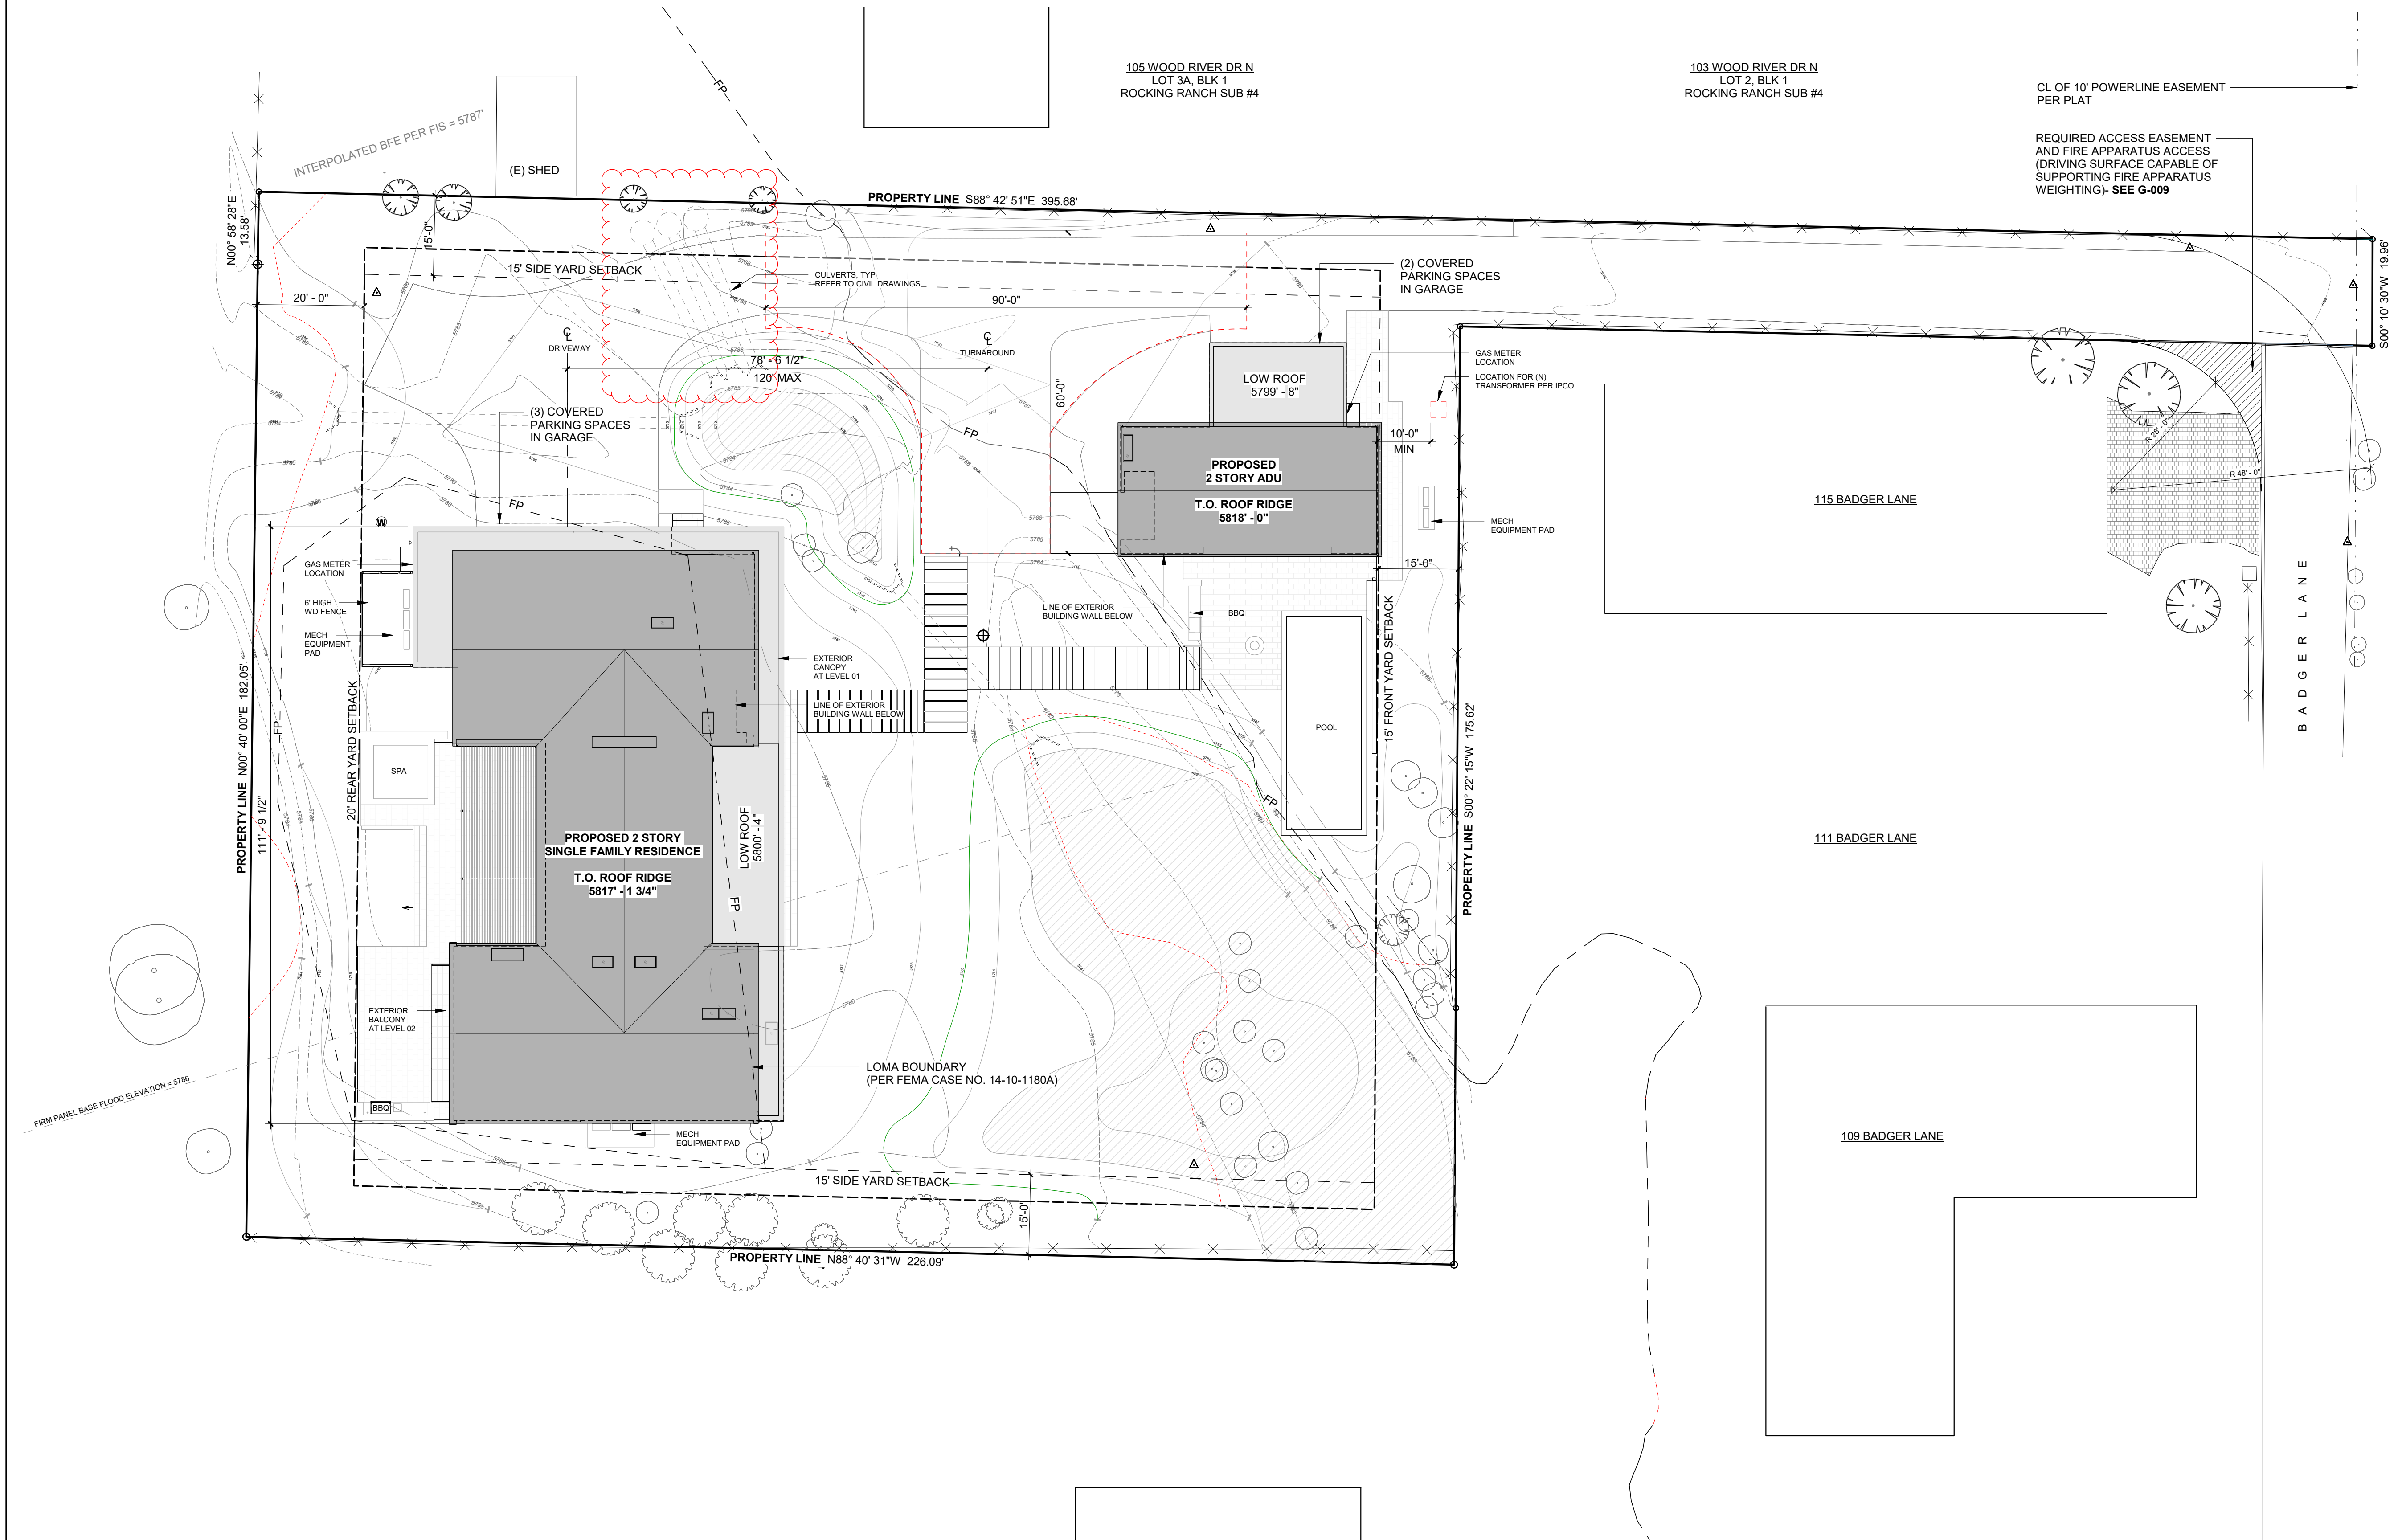 105 WOOD RIVER DR N
LOT 3A, BLK 1
ROCKING RANCH SUB #4
103 WOOD RIVER DR N
LOT 2, BLK 1
ROCKING RANCH SUB #4
CL OF 10' POWERLINE EASEMENT
PER PLAT
REQUIRED ACCESS EASEMENT
AND FIRE APPARATUS ACCESS
(DRIVING SURFACE CAPABLE OF
SUPPORTING FIRE APPARATUS
WEIGHTING)- SEE G-009
FP
INTERPOLATED BFE PER FIS = 5787'
(E) SHED
PROPERTY LINE S88° 42' 51"E 395.68'
N00° 58' 28"E
13.58'
S00° 10' 30"W 19.96'
15'-0"
15' SIDE YARD SETBACK
20' - 0"
CULVERTS, TYP
REFER TO CIVIL DRAWINGS
90'-0"
(2) COVERED
PARKING SPACES
IN GARAGE
DRIVEWAY
TURNAROUND
78' - 6 1/2"
120' MAX
60'-0"
LOW ROOF
5799' - 8"
GAS METER
LOCATION
LOCATION FOR (N)
TRANSFORMER PER IPCO
(3) COVERED
PARKING SPACES
IN GARAGE
FP
FP
10'-0"
MIN
PROPOSED
2 STORY ADU
T.O. ROOF RIDGE
5818' - 0"
R 28' - 0"
R 48' - 0"
115 BADGER LANE
MECH
EQUIPMENT PAD
W
GAS METER
LOCATION
6' HIGH
WD FENCE
MECH
EQUIPMENT
PAD
15'-0"
LINE OF EXTERIOR
BUILDING WALL BELOW
BBQ
BADGER LANE
EXTERIOR
CANOPY
AT LEVEL 01
LINE OF EXTERIOR
BUILDING WALL BELOW
15' FRONT YARD SETBACK
POOL
PROPERTY LINE N00° 40' 00"E 182.05'
111' - 9 1/2"
20' REAR YARD SETBACK
FP
SPA
PROPERTY LINE S00° 22' 15"W 175.62'
FP
LOW ROOF
5800' - 4"
PROPOSED 2 STORY
SINGLE FAMILY RESIDENCE
T.O. ROOF RIDGE
5817' - 1 3/4"
FP
111 BADGER LANE
EXTERIOR
BALCONY
AT LEVEL 02
LOMA BOUNDARY
(PER FEMA CASE NO. 14-10-1180A)
FIRM PANEL BASE FLOOD ELEVATION = 5786
BBQ
MECH
EQUIPMENT PAD
109 BADGER LANE
15' SIDE YARD SETBACK
15'-0"
PROPERTY LINE N88° 40' 31"W 226.09'